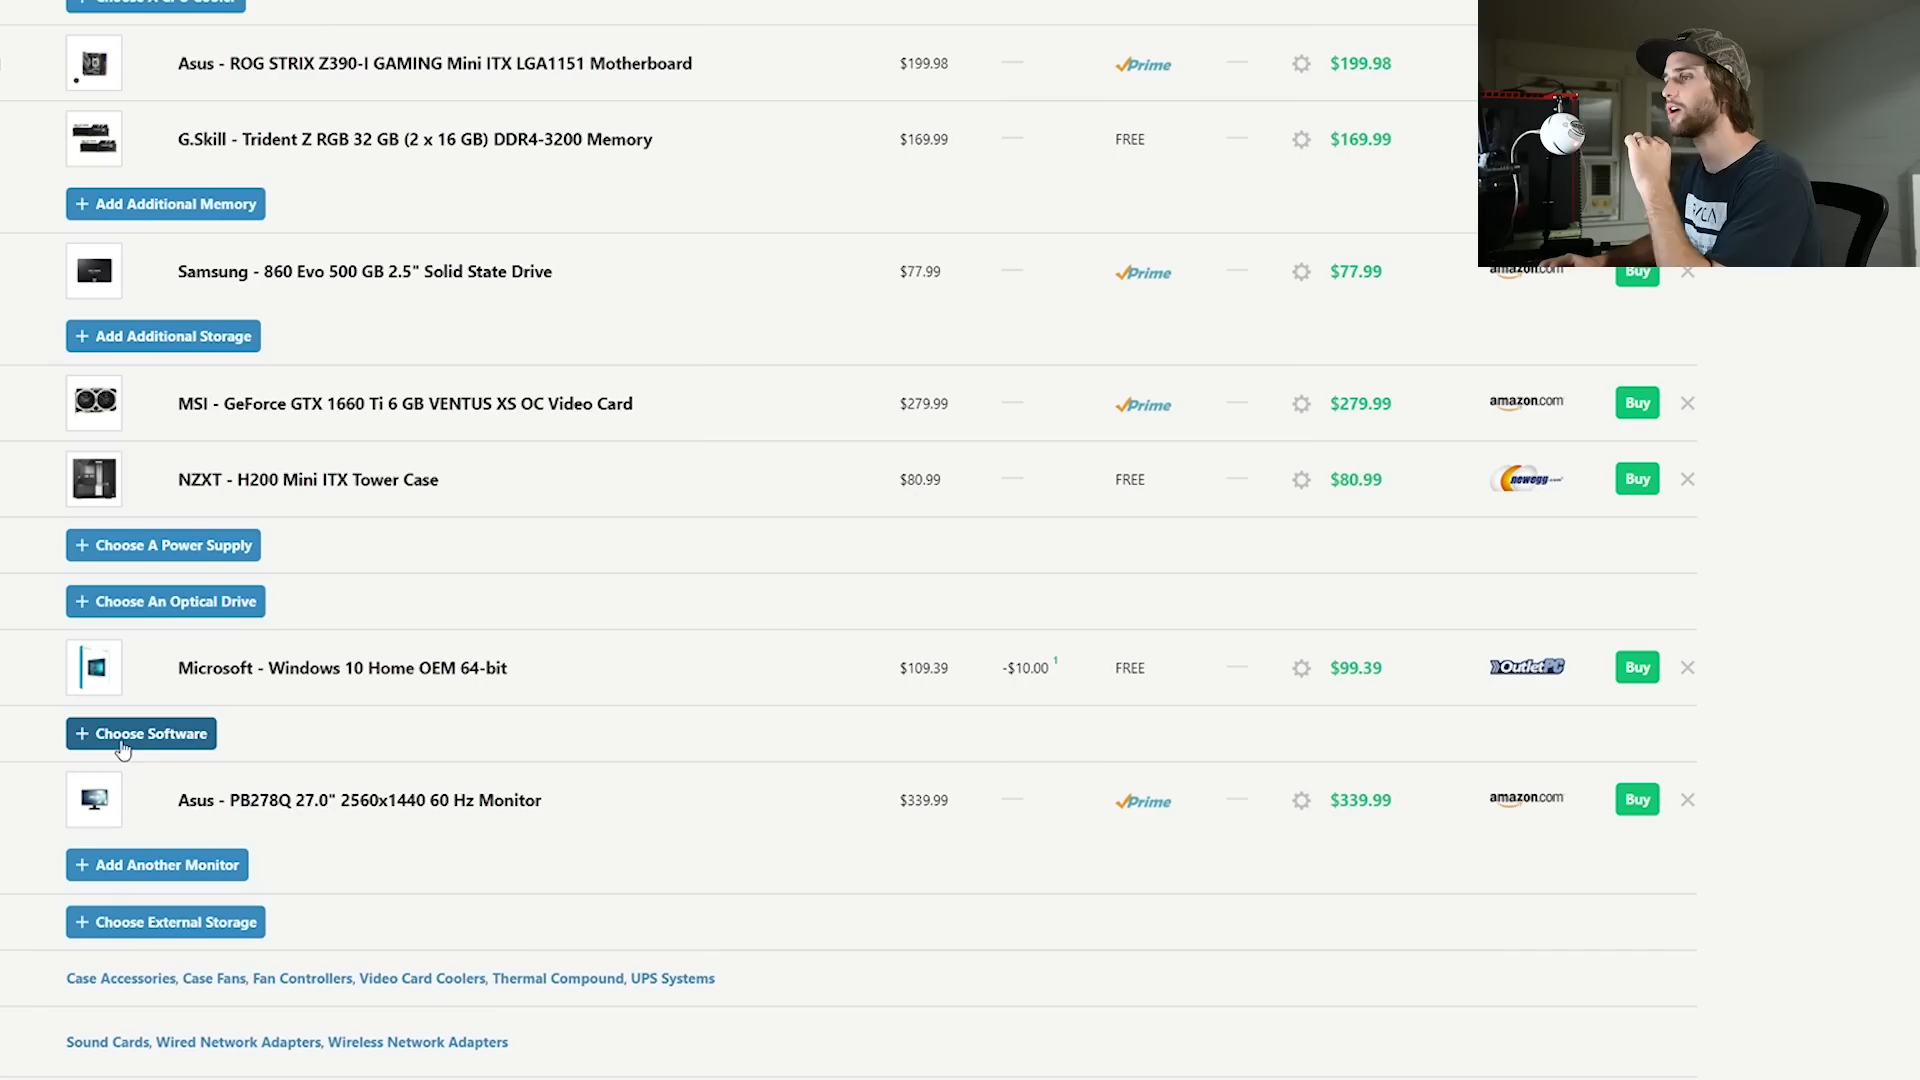 + Choose A CPU Cooler
Asus - ROG STRIX Z390-I GAMING Mini ITX LGA1151 Motherboard $199.98 — Prime — $199.98
G.Skill - Trident Z RGB 32 GB (2 x 16 GB) DDR4-3200 Memory $169.99 — FREE — $169.99
+ Add Additional Memory
Samsung - 860 Evo 500 GB 2.5" Solid State Drive $77.99 — Prime — $77.99 amazon.com Buy
+ Add Additional Storage
MSI - GeForce GTX 1660 Ti 6 GB VENTUS XS OC Video Card $279.99 — Prime — $279.99 amazon.com Buy
NZXT - H200 Mini ITX Tower Case $80.99 — FREE — $80.99 newegg.com Buy
+ Choose A Power Supply
+ Choose An Optical Drive
Microsoft - Windows 10 Home OEM 64-bit $109.39 -$10.00 1 FREE — $99.39 OutletPC Buy
+ Choose Software
Asus - PB278Q 27.0" 2560x1440 60 Hz Monitor $339.99 — Prime — $339.99 amazon.com Buy
+ Add Another Monitor
+ Choose External Storage
Case Accessories, Case Fans, Fan Controllers, Video Card Coolers, Thermal Compound, UPS Systems
Sound Cards, Wired Network Adapters, Wireless Network Adapters